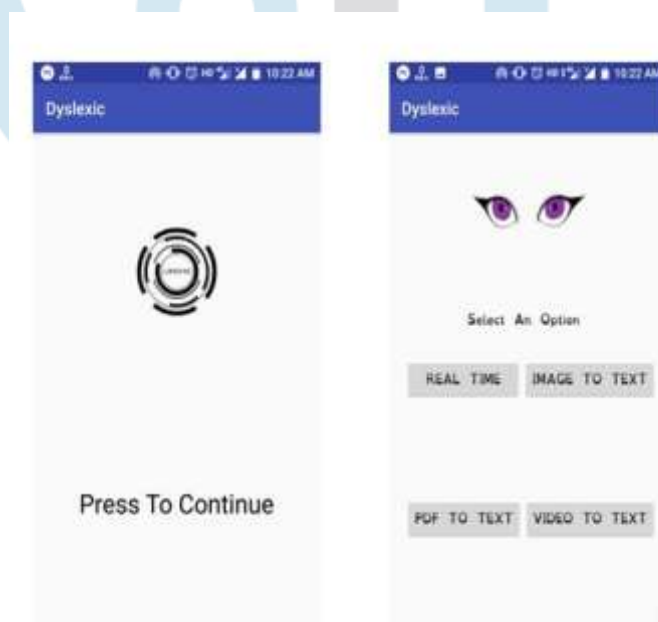 10:22 AM
Dyslexic
Press To Continue
10:22 AM
Dyslexic
Select An Option
REAL TIME IMAGE TO TEXT
PDF TO TEXT VIDEO TO TEXT